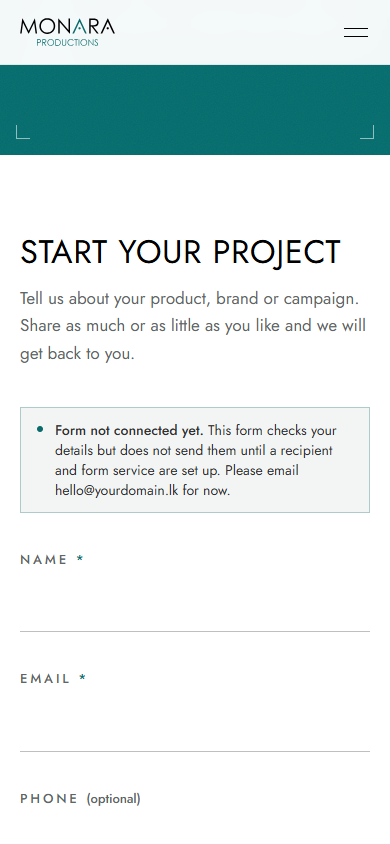 MONARA
PRODUCTIONS
START YOUR PROJECT
Tell us about your product, brand or campaign.
Share as much or as little as you like and we will
get back to you.
Form not connected yet. This form checks your
details but does not send them until a recipient
and form service are set up. Please email
hello@yourdomain.lk for now.
NAME *
EMAIL *
PHONE (optional)